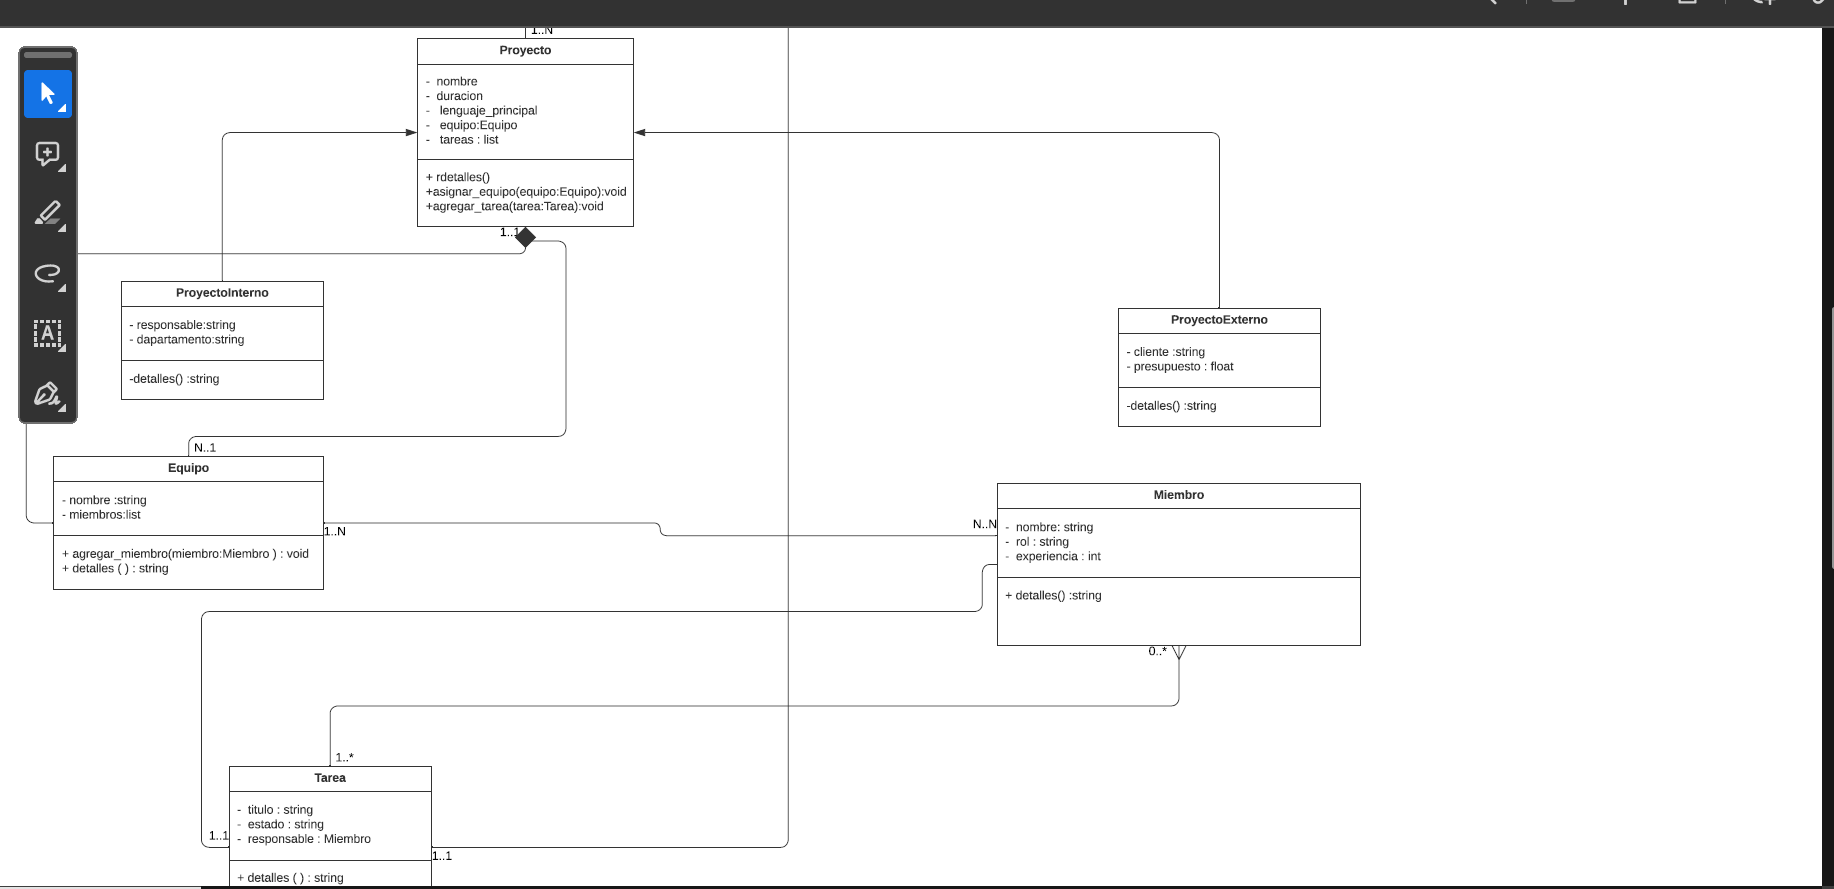 1..N
Proyecto
- nombre
- duracion
- lenguaje_principal
- equipo:Equipo
- tareas : list
+ rdetalles()
+asignar_equipo(equipo:Equipo):void
+agregar_tarea(tarea:Tarea):void
1..1
ProyectoInterno
- responsable:string
- dapartamento:string
-detalles() :string
ProyectoExterno
- cliente :string
- presupuesto : float
-detalles() :string
N..1
Equipo
- nombre :string
- miembros:list
+ agregar_miembro(miembro:Miembro ) : void
+ detalles ( ) : string
1..N
N..N
Miembro
- nombre: string
- rol : string
- experiencia : int
+ detalles() :string
0..*
1..*
Tarea
- titulo : string
- estado : string
- responsable : Miembro
+ detalles ( ) : string
1..1
1..1
A